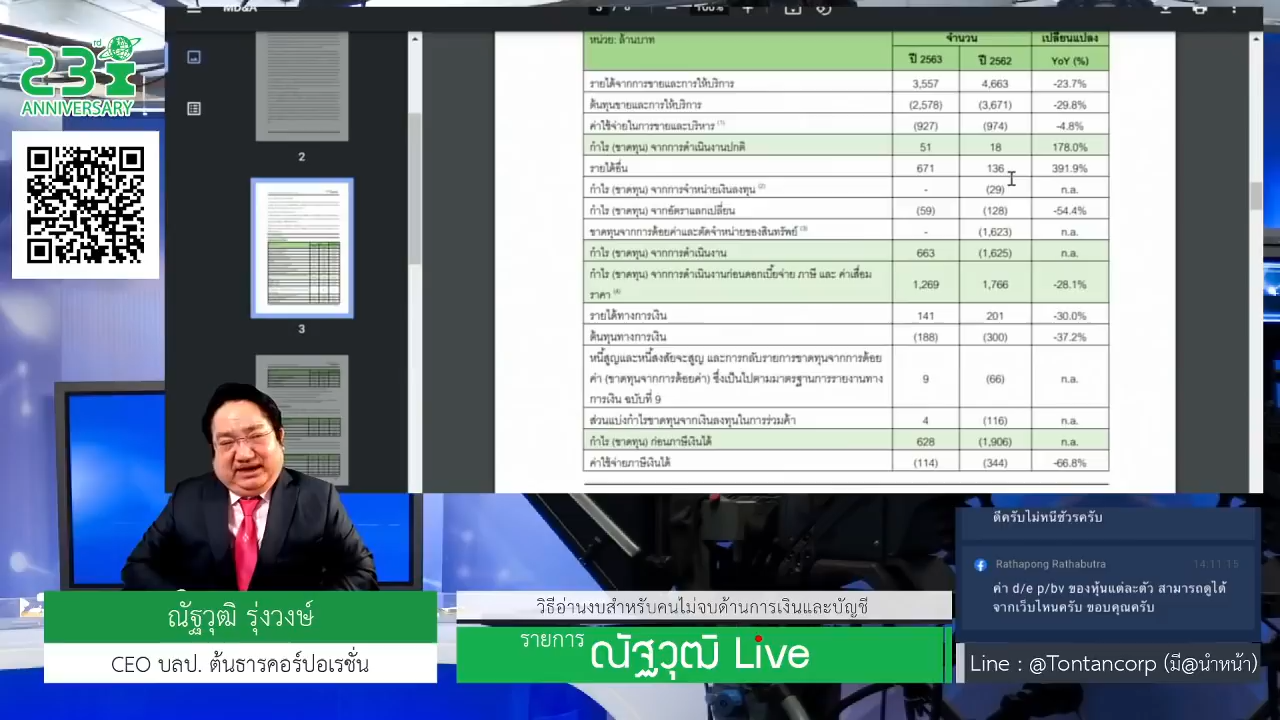 23rd
ANNIVERSARY
MD&A
3 / 8
100%
2
3
หน่วย: ล้านบาท
จำนวน
เปลี่ยนแปลง
ปี 2563
ปี 2562
YoY (%)
รายได้จากการขายและการให้บริการ 3,557 4,663 -23.7%
ต้นทุนขายและการให้บริการ (2,578) (3,671) -29.8%
ค่าใช้จ่ายในการขายและบริหาร (1) (927) (974) -4.8%
กำไร (ขาดทุน) จากการดำเนินงานปกติ 51 18 178.0%
รายได้อื่น 671 136 391.9%
กำไร (ขาดทุน) จากการจำหน่ายเงินลงทุน (2) - (29) n.a.
กำไร (ขาดทุน) จากอัตราแลกเปลี่ยน (59) (128) -54.4%
ขาดทุนจากการด้อยค่าและตัดจำหน่ายของสินทรัพย์ (3) - (1,623) n.a.
กำไร (ขาดทุน) จากการดำเนินงาน 663 (1,625) n.a.
กำไร (ขาดทุน) จากการดำเนินงานก่อนดอกเบี้ยจ่าย ภาษี และ ค่าเสื่อม
ราคา (4) 1,269 1,766 -28.1%
รายได้ทางการเงิน 141 201 -30.0%
ต้นทุนทางการเงิน (188) (300) -37.2%
หนี้สูญและหนี้สงสัยจะสูญ และการกลับรายการขาดทุนจากการด้อย
ค่า (ขาดทุนจากการด้อยค่า) ซึ่งเป็นไปตามมาตรฐานการรายงานทาง 9 (66) n.a.
การเงิน ฉบับที่ 9
ส่วนแบ่งกำไรขาดทุนจากเงินลงทุนในการร่วมค้า 4 (116) n.a.
กำไร (ขาดทุน) ก่อนภาษีเงินได้ 628 (1,906) n.a.
ค่าใช้จ่ายภาษีเงินได้ (114) (344) -66.8%
ดีครับไม่หนีชัวรครับ
Rathapong Rathabutra 14:11:15
ค่า d/e p/bv ของหุ้นแต่ละตัว สามารถดูได้
จากเว็บไหนครับ ขอบคุณครับ
ณัฐวุฒิ รุ่งวงษ์
CEO บลป. ต้นธารคอร์ปอเรชั่น
วิธีอ่านงบสำหรับคนไม่จบด้านการเงินและบัญชี
รายการ ณัฐวุฒิ Live
Line : @Tontancorp (มี@นำหน้า)